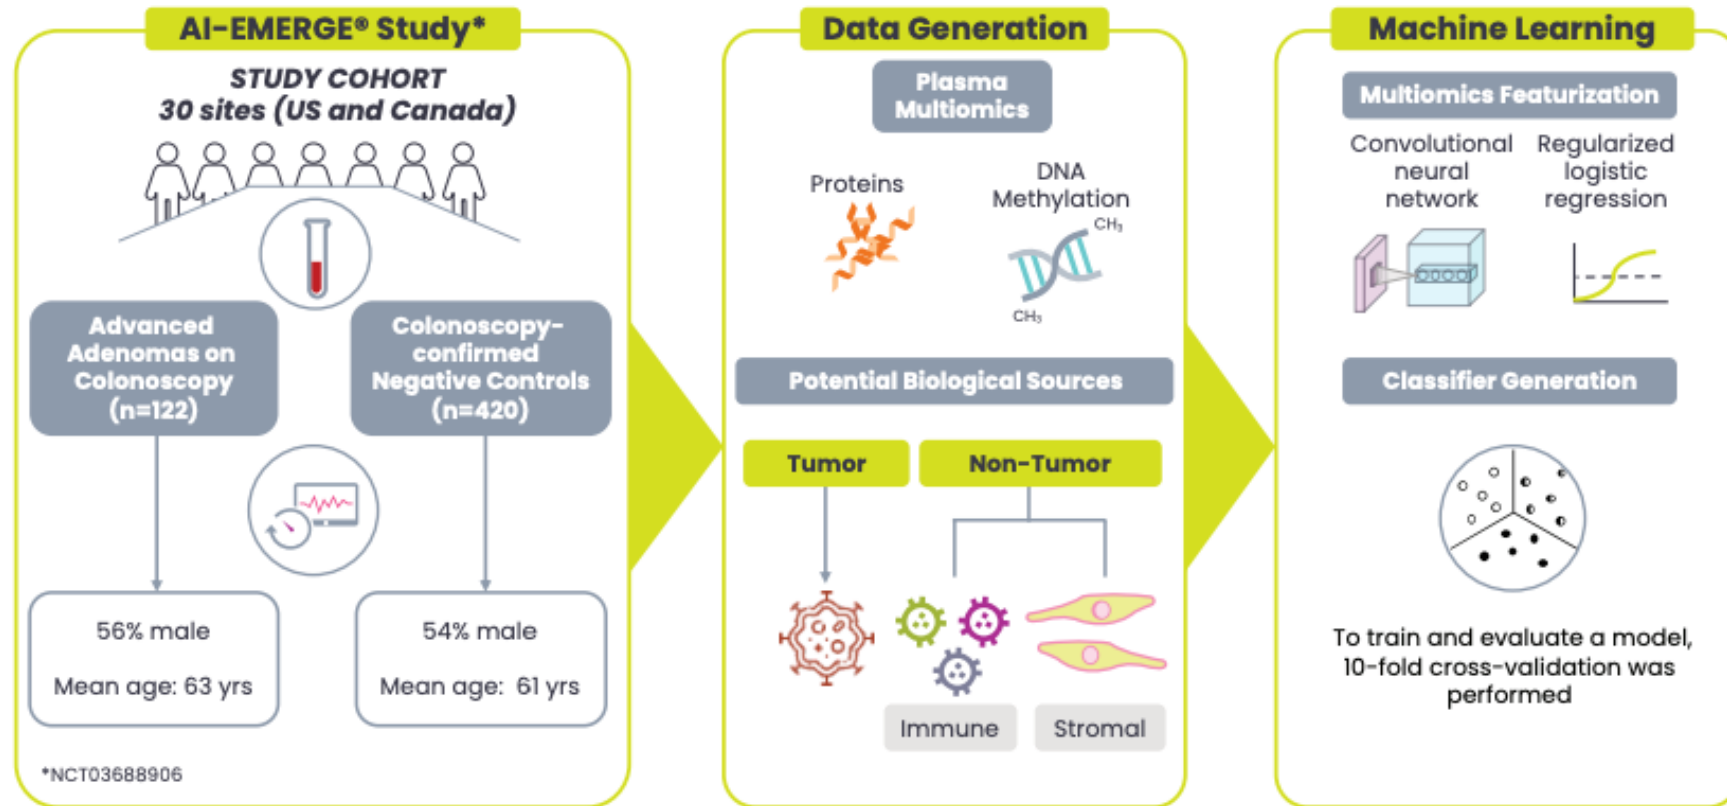 AI-EMERGE® Study*
STUDY COHORT
30 sites (US and Canada)
Advanced
Adenomas on
Colonoscopy
(n=122)
Colonoscopy-
confirmed
Negative Controls
(n=420)
56% male
Mean age: 63 yrs
54% male
Mean age: 61 yrs
*NCT03688906
Data Generation
Plasma
Multiomics
Proteins
DNA
Methylation
CH₃
CH₃
Potential Biological Sources
Tumor
Non-Tumor
Immune
Stromal
Machine Learning
Multiomics Featurization
Convolutional
neural
network
Regularized
logistic
regression
Classifier Generation
To train and evaluate a model,
10-fold cross-validation was
performed